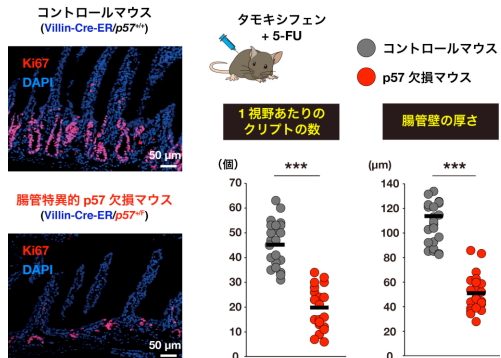 コントロールマウス
(Villin-Cre-ER/p57+/+)
Ki67
DAPI
50 μm
腸管特異的 p57 欠損マウス
(Villin-Cre-ER/p57+/F)
Ki67
DAPI
50 μm
タモキシフェン
+ 5-FU
コントロールマウス
p57 欠損マウス
1視野あたりの
クリプトの数
(個)
***
70
60
50
40
30
20
10
0
腸管壁の厚さ
(μm)
***
140
120
100
80
60
40
20
0